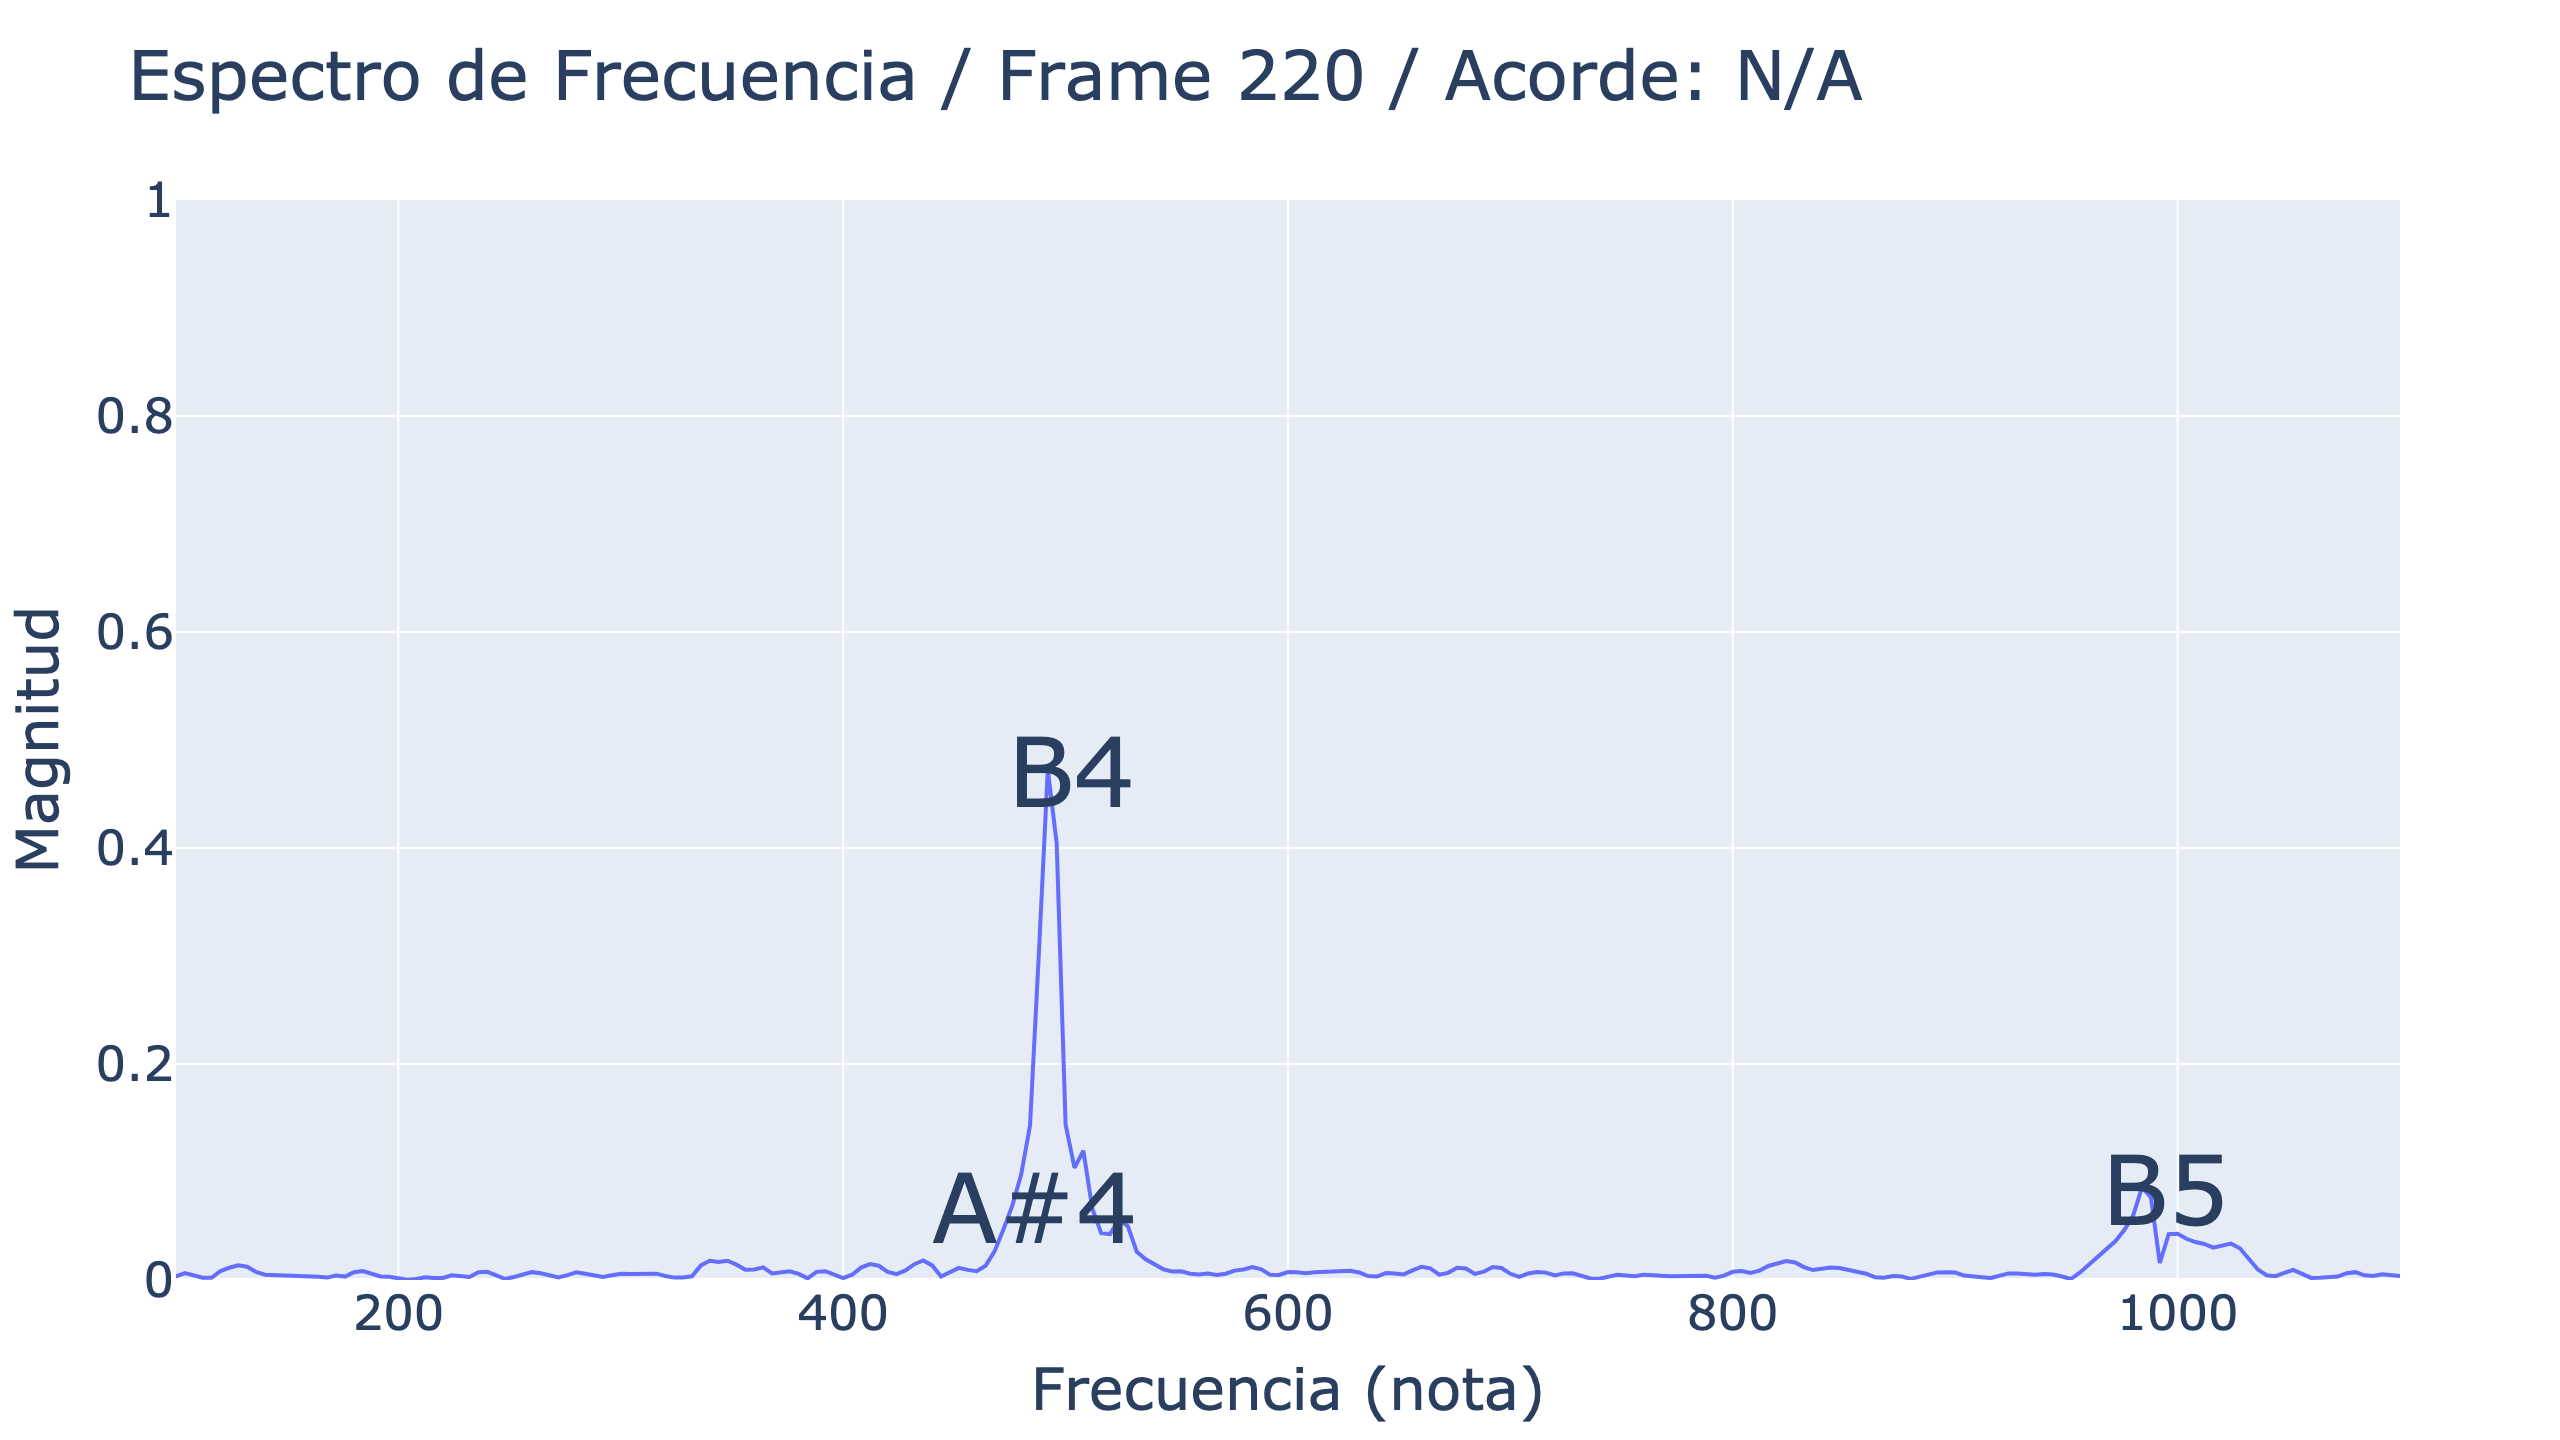 Espectro de Frecuencia / Frame 220 / Acorde: N/A
1
0.8
0.6
0.4
0.2
0
Magnitud
B4
A#4
B5
200 400 600 800 1000
Frecuencia (nota)